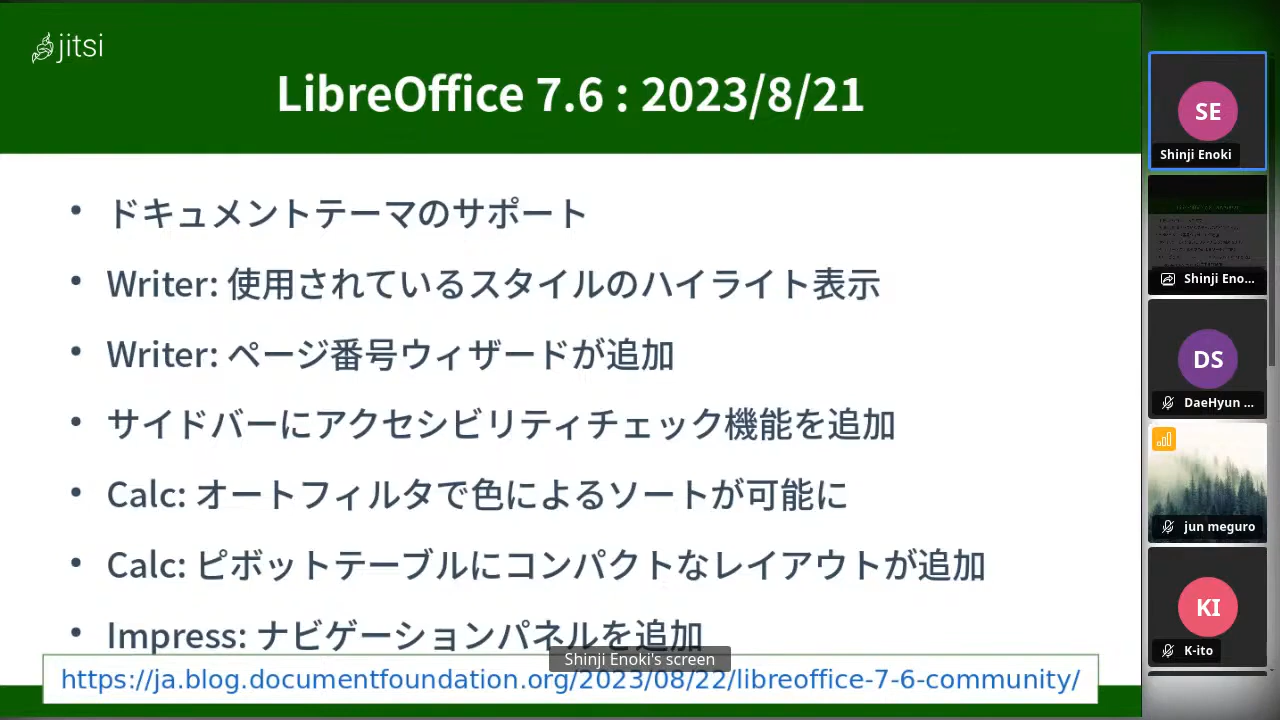 jitsi
LibreOffice 7.6 : 2023/8/21
• ドキュメントテーマのサポート
• Writer: 使用されているスタイルのハイライト表示
• Writer: ページ番号ウィザードが追加
• サイドバーにアクセシビリティチェック機能を追加
• Calc: オートフィルタで色によるソートが可能に
• Calc: ピボットテーブルにコンパクトなレイアウトが追加
• Impress: ナビゲーションパネルを追加
Shinji Enoki's screen
https://ja.blog.documentfoundation.org/2023/08/22/libreoffice-7-6-community/
SE
Shinji Enoki
Shinji Eno...
DS
DaeHyun ...
jun meguro
KI
K-ito